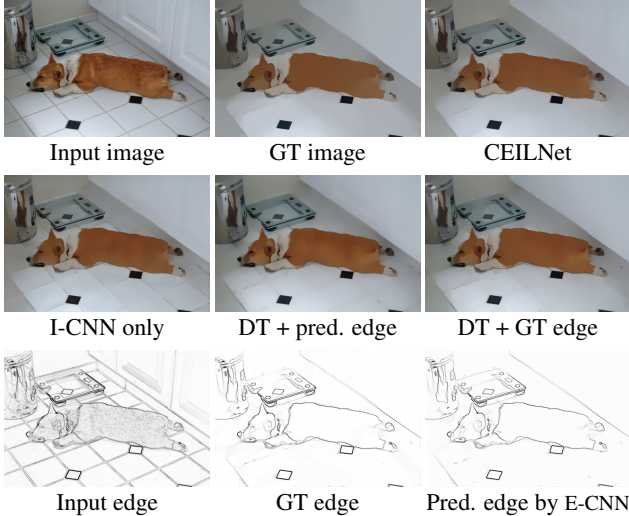 Input image
GT image
CEILNet
I-CNN only
DT + pred. edge
DT + GT edge
Input edge
GT edge
Pred. edge by E-CNN